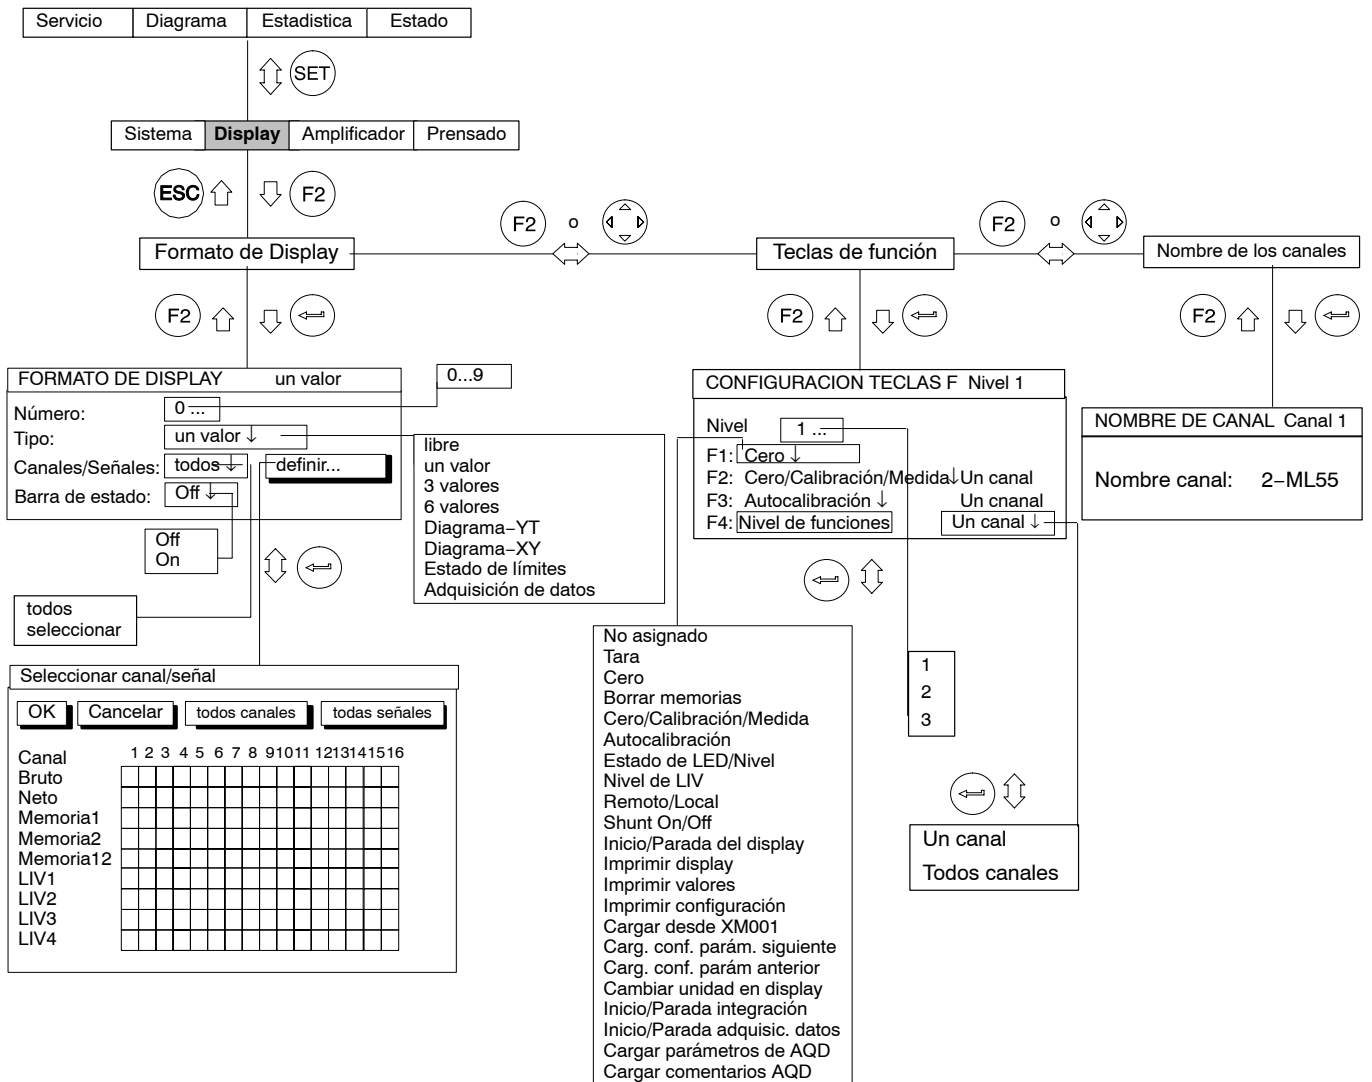 Servicio Diagrama Estadistica Estado
SET
Sistema Display Amplificador Prensado
ESC F2
F2 o
F2 o
Formato de Display
Teclas de función
Nombre de los canales
F2
F2
F2
FORMATO DE DISPLAY un valor
Número: 0 ...
Tipo: un valor ↓
Canales/Señales: todos ↓ definir...
Barra de estado: Off ↓
0...9
libre
un valor
3 valores
6 valores
Diagrama–YT
Diagrama–XY
Estado de límites
Adquisición de datos
Off
On
todos
seleccionar
Seleccionar canal/señal
OK Cancelar todos canales todas señales
Canal 1 2 3 4 5 6 7 8 9 10 11 12 13 14 15 16
Bruto
Neto
Memoria1
Memoria2
Memoria12
LIV1
LIV2
LIV3
LIV4
CONFIGURACION TECLAS F Nivel 1
Nivel 1 ...
F1: Cero ↓
F2: Cero/Calibración/Medida↓ Un canal
F3: Autocalibración ↓ Un cnanal
F4: Nivel de funciones Un canal ↓
No asignado
Tara
Cero
Borrar memorias
Cero/Calibración/Medida
Autocalibración
Estado de LED/Nivel
Nivel de LIV
Remoto/Local
Shunt On/Off
Inicio/Parada del display
Imprimir display
Imprimir valores
Imprimir configuración
Cargar desde XM001
Carg. conf. parám. siguiente
Carg. conf. parám anterior
Cambiar unidad en display
Inicio/Parada integración
Inicio/Parada adquisic. datos
Cargar parámetros de AQD
Cargar comentarios AQD
1
2
3
Un canal
Todos canales
NOMBRE DE CANAL Canal 1
Nombre canal: 2–ML55